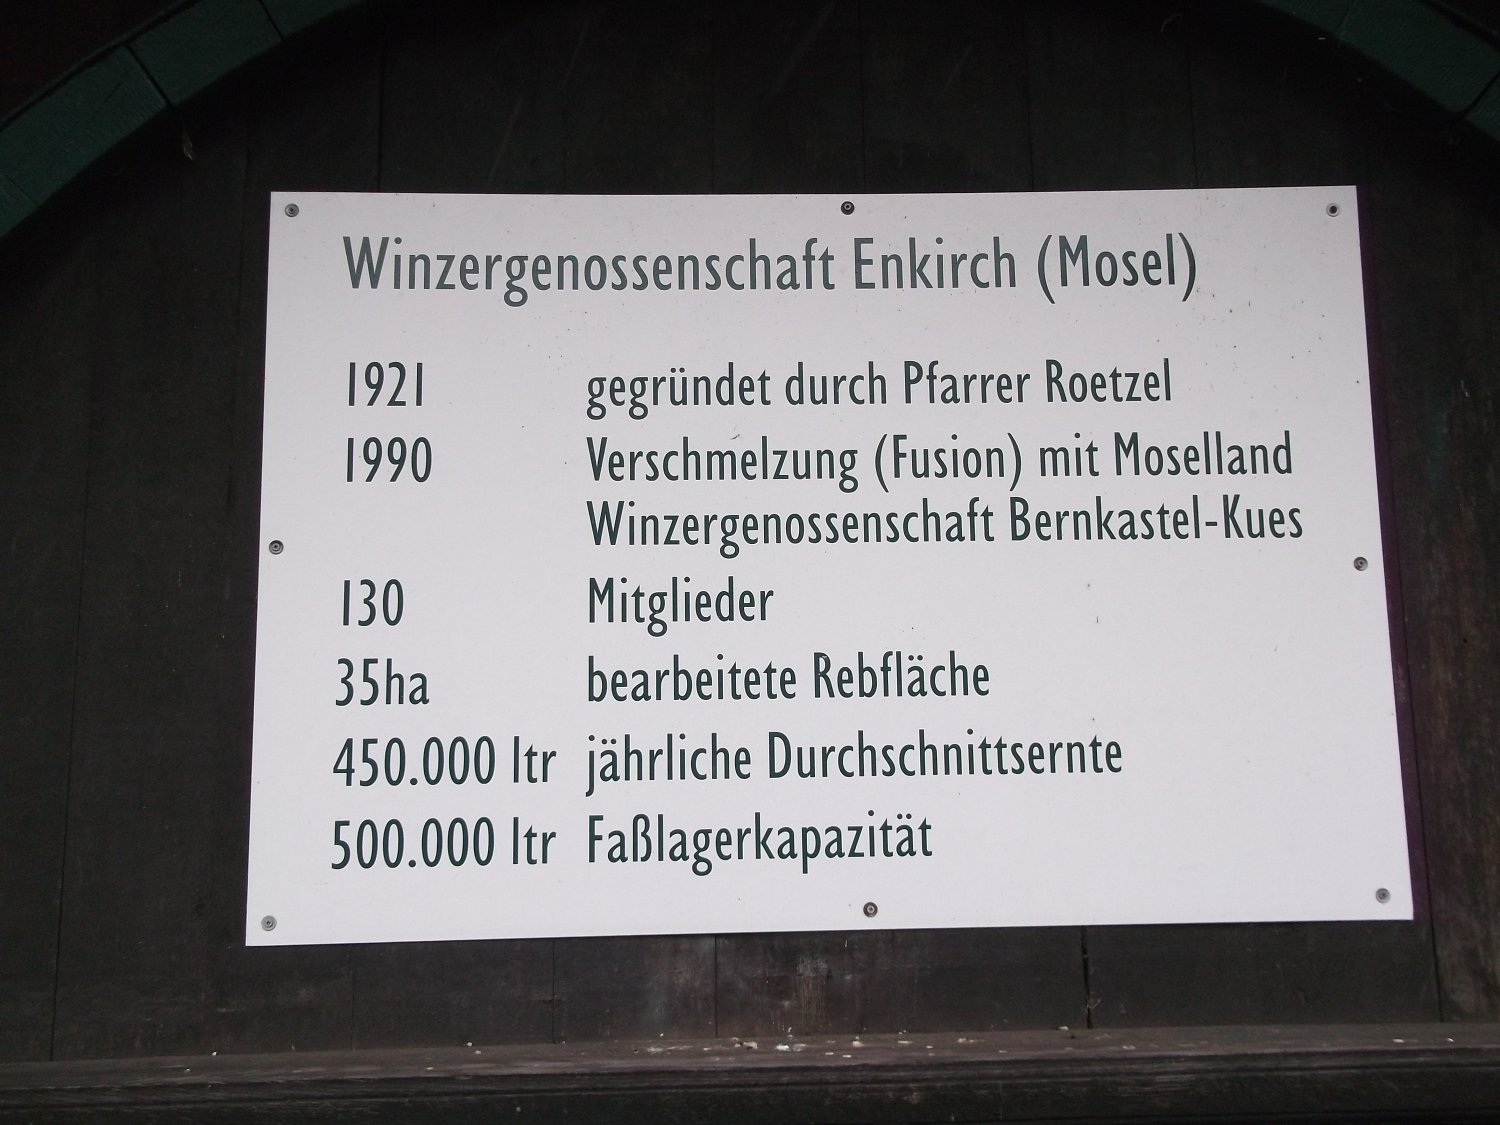 Winzergenossenschaft Enkirch (Mosel)
1921 gegründet durch Pfarrer Roetzel
1990 Verschmelzung (Fusion) mit Moselland
Winzergenossenschaft Bernkastel-Kues
130 Mitglieder
35ha bearbeitete Rebfläche
450.000 ltr jährliche Durchschnittsernte
500.000 ltr Faßlagerkapazität